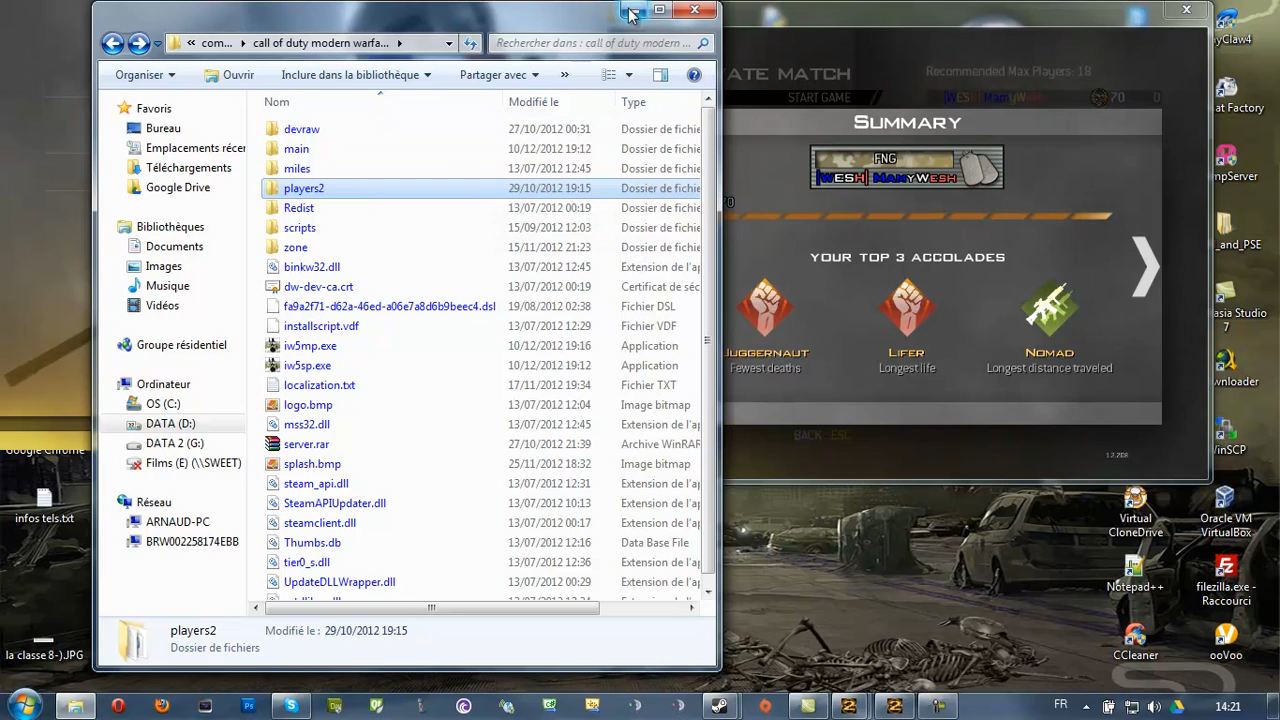 com... call of duty modern warfa...
Rechercher dans : call of duty modern ...
Organiser Ouvrir Inclure dans la bibliothèque Partager avec »
Nom Modifié le Type
Favoris
Bureau
Emplacements récer
Téléchargements
Google Drive
Bibliothèques
Documents
Images
Musique
Vidéos
Groupe résidentiel
Ordinateur
OS (C:)
DATA (D:)
DATA 2 (G:)
Films (E) (\\SWEET)
Réseau
ARNAUD-PC
BRW002258174EBB
devraw 27/10/2012 00:31 Dossier de fichie
main 10/12/2012 19:12 Dossier de fichie
miles 13/07/2012 12:45 Dossier de fichie
players2 29/10/2012 19:15 Dossier de fichie
Redist 13/07/2012 00:19 Dossier de fichie
scripts 15/09/2012 12:03 Dossier de fichie
zone 15/11/2012 21:23 Dossier de fichie
binkw32.dll 13/07/2012 12:45 Extension de l'ap
dw-dev-ca.crt 13/07/2012 00:19 Certificat de séc
fa9a2f71-d62a-46ed-a06e7a8d6b9beec4.dsl 19/08/2012 02:38 Fichier DSL
installscript.vdf 13/07/2012 12:29 Fichier VDF
iw5mp.exe 10/12/2012 19:16 Application
iw5sp.exe 10/12/2012 19:12 Application
localization.txt 17/11/2012 19:34 Fichier TXT
logo.bmp 13/07/2012 12:04 Image bitmap
mss32.dll 13/07/2012 12:45 Extension de l'ap
server.rar 27/10/2012 21:39 Archive WinRAR
splash.bmp 25/11/2012 18:32 Image bitmap
steam_api.dll 13/07/2012 12:31 Extension de l'ap
SteamAPIUpdater.dll 13/07/2012 10:13 Extension de l'ap
steamclient.dll 13/07/2012 00:17 Extension de l'ap
Thumbs.db 13/07/2012 12:16 Data Base File
tier0_s.dll 13/07/2012 12:36 Extension de l'ap
UpdateDLLWrapper.dll 13/07/2012 00:29 Extension de l'ap
players2 Modifié le : 29/10/2012 19:15
Dossier de fichiers
ATE MATCH
Recommended Max Players: 18
START GAME
[WESH] MamyWesh 70 0
SUMMARY
FNG
[WESH] MAMYWESH
YOUR TOP 3 ACCOLADES
JUGGERNAUT
Fewest deaths
LIFER
Longest life
NOMAD
Longest distance traveled
BACK ESC
1.2.208
Google Chrome
infos tels.txt
la classe 8-).JPG
yClaw4
at Factory
mpServer
_and_PSE
asia Studio
7
wnloader
inSCP
Virtual
CloneDrive
Oracle VM
VirtualBox
Notepad++
filezilla.exe -
Raccourci
CCleaner
ooVoo
FR 14:21